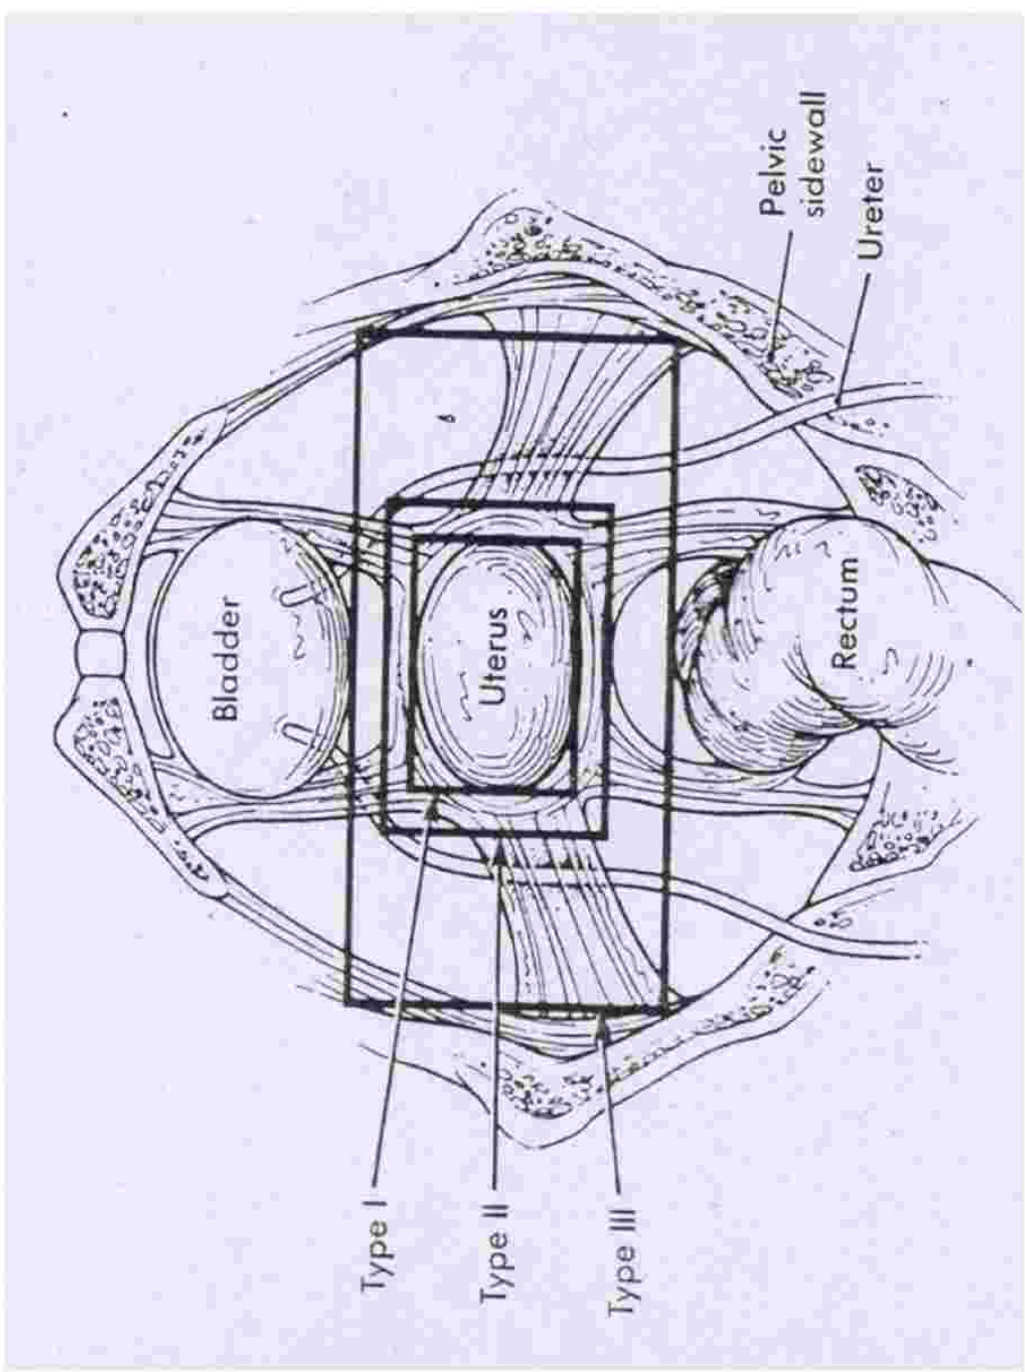 Pelvic
sidewall
Ureter
Bladder
Uterus
Rectum
Type I
Type II
Type III